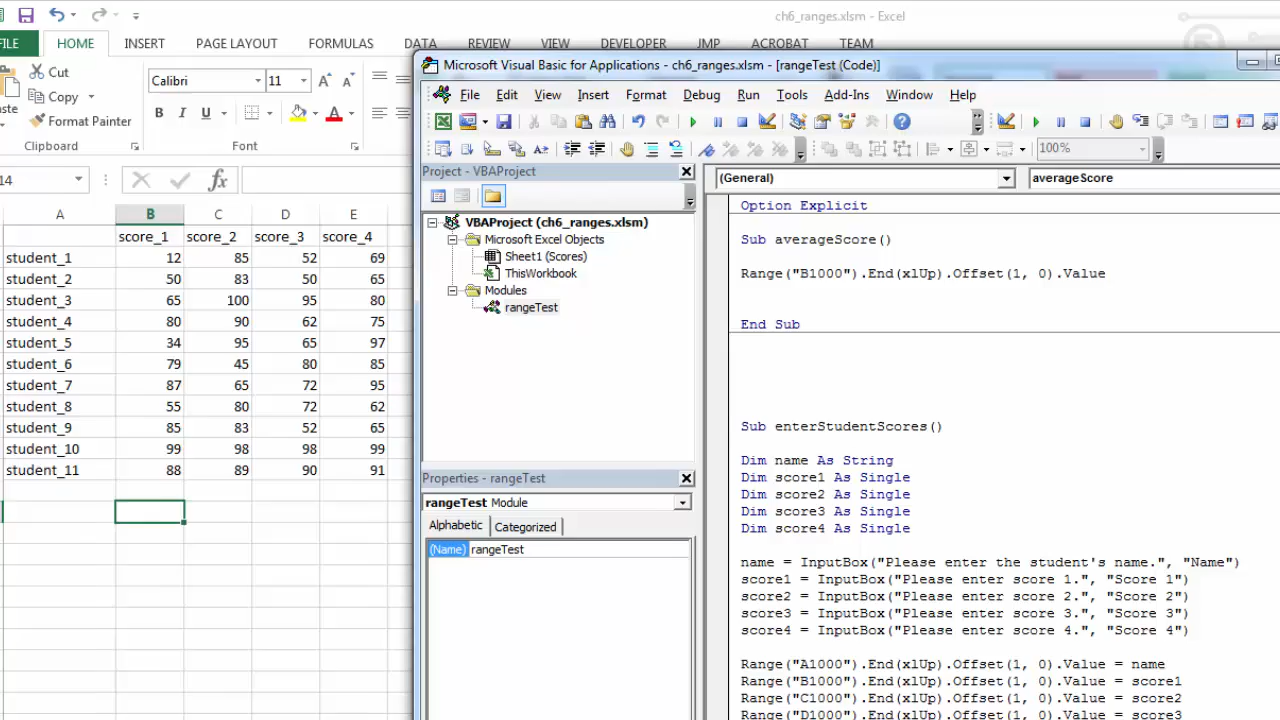 ch6_ranges.xlsm - Excel
FILE HOME INSERT PAGE LAYOUT FORMULAS DATA REVIEW VIEW DEVELOPER JMP ACROBAT TEAM
Cut
Copy
Format Painter
Clipboard
Calibri 11
B I U
Font
fx
A B C D E
score_1 score_2 score_3 score_4
student_1 12 85 52 69
student_2 50 83 50 65
student_3 65 100 95 80
student_4 80 90 62 75
student_5 34 95 65 97
student_6 79 45 80 85
student_7 87 65 72 95
student_8 55 80 72 62
student_9 85 83 52 65
student_10 99 98 98 99
student_11 88 89 90 91
Microsoft Visual Basic for Applications - ch6_ranges.xlsm - [rangeTest (Code)]
File Edit View Insert Format Debug Run Tools Add-Ins Window Help
100%
Project - VBAProject
VBAProject (ch6_ranges.xlsm)
Microsoft Excel Objects
Sheet1 (Scores)
ThisWorkbook
Modules
rangeTest
Properties - rangeTest
rangeTest Module
Alphabetic Categorized
(Name) rangeTest
(General) averageScore
Option Explicit
Sub averageScore()
Range("B1000").End(xlUp).Offset(1, 0).Value
End Sub
Sub enterStudentScores()
Dim name As String
Dim score1 As Single
Dim score2 As Single
Dim score3 As Single
Dim score4 As Single
name = InputBox("Please enter the student's name.", "Name")
score1 = InputBox("Please enter score 1.", "Score 1")
score2 = InputBox("Please enter score 2.", "Score 2")
score3 = InputBox("Please enter score 3.", "Score 3")
score4 = InputBox("Please enter score 4.", "Score 4")
Range("A1000").End(xlUp).Offset(1, 0).Value = name
Range("B1000").End(xlUp).Offset(1, 0).Value = score1
Range("C1000").End(xlUp).Offset(1, 0).Value = score2
Range("D1000").End(xlUp).Offset(1, 0).Value = score3